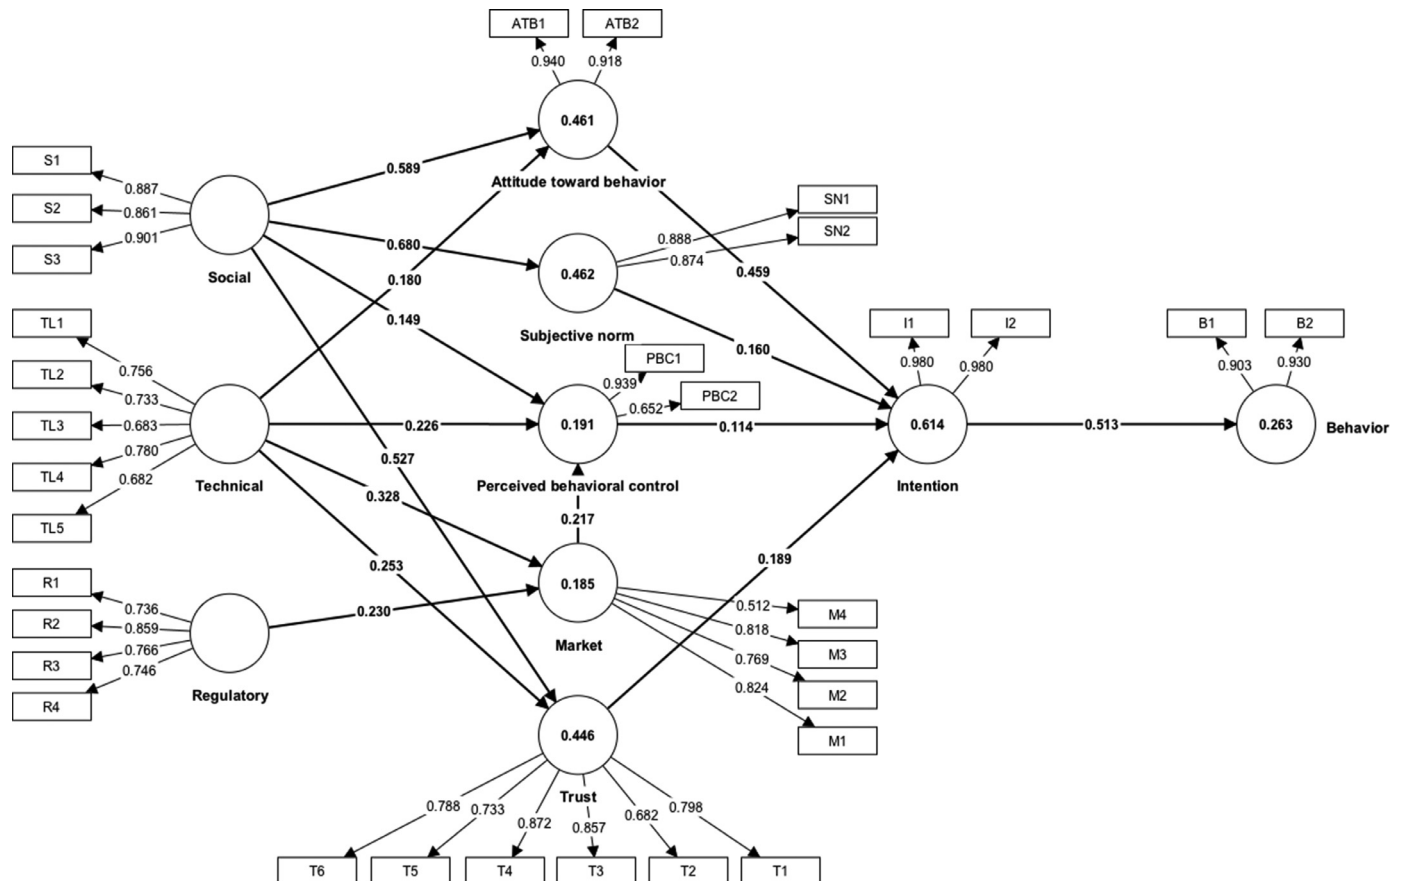 ATB1
ATB2
0.940
0.918
0.461
Attitude toward behavior
S1
S2
S3
0.887
0.861
0.901
Social
0.589
0.680
0.180
0.149
0.462
Subjective norm
0.888
0.874
SN1
SN2
0.459
0.160
TL1
TL2
TL3
TL4
TL5
0.756
0.733
0.683
0.780
0.682
Technical
0.226
0.527
0.328
0.253
PBC1
PBC2
0.939
0.652
0.191
Perceived behavioral control
0.114
0.217
I1
I2
0.980
0.980
0.614
Intention
0.513
B1
B2
0.903
0.930
0.263
Behavior
R1
R2
R3
R4
0.736
0.859
0.766
0.746
Regulatory
0.230
0.185
Market
0.512
0.818
0.769
0.824
M4
M3
M2
M1
0.189
0.446
Trust
0.788
0.733
0.872
0.857
0.682
0.798
T6
T5
T4
T3
T2
T1